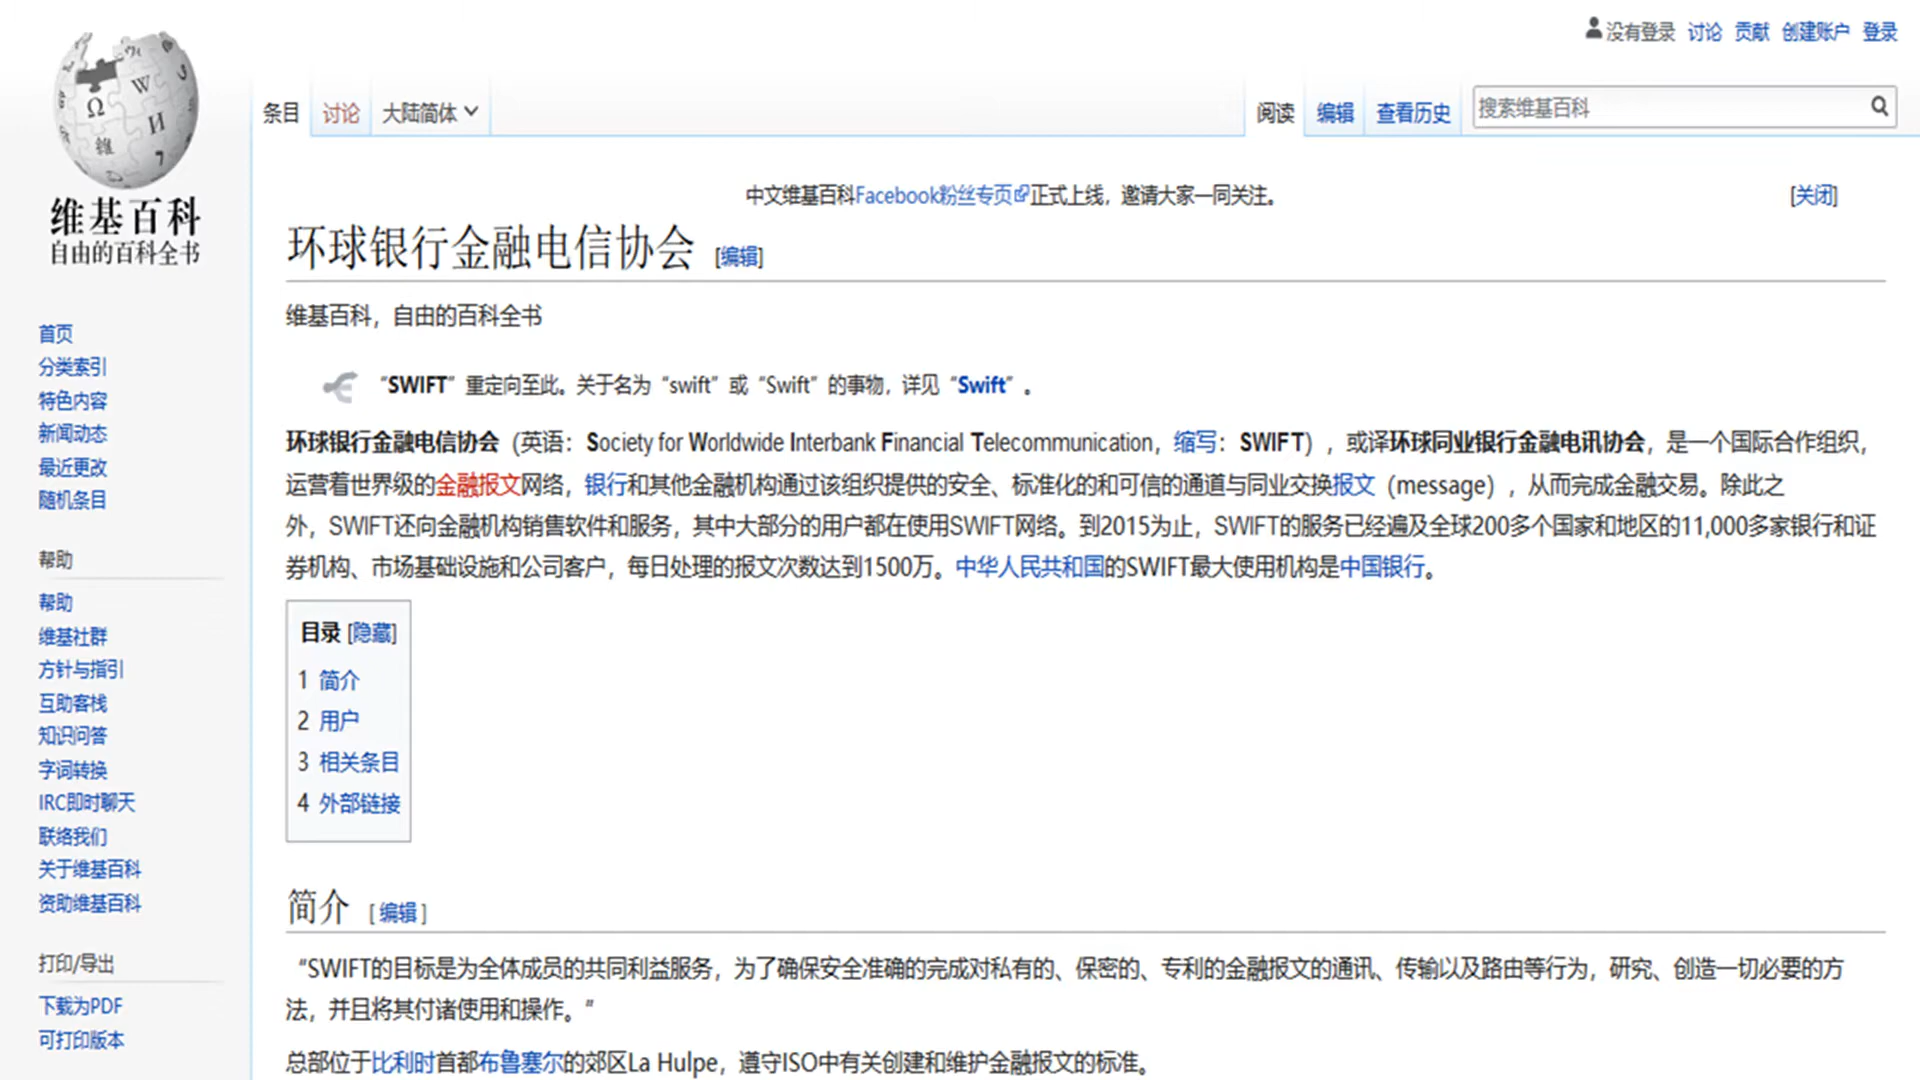 没有登录 讨论 贡献 创建账户 登录
条目 讨论 大陆简体 阅读 编辑 查看历史 搜索维基百科
维基百科
自由的百科全书
中文维基百科Facebook粉丝专页正式上线，邀请大家一同关注。 [关闭]
环球银行金融电信协会 [编辑]
维基百科，自由的百科全书
“SWIFT”重定向至此。关于名为“swift”或“Swift”的事物，详见“Swift”。
环球银行金融电信协会（英语：Society for Worldwide Interbank Financial Telecommunication，缩写：SWIFT），或译环球同业银行金融电讯协会，是一个国际合作组织，
运营着世界级的金融报文网络，银行和其他金融机构通过该组织提供的安全、标准化的和可信的通道与同业交换报文（message），从而完成金融交易。除此之
外，SWIFT还向金融机构销售软件和服务，其中大部分的用户都在使用SWIFT网络。到2015为止，SWIFT的服务已经遍及全球200多个国家和地区的11,000多家银行和证
券机构、市场基础设施和公司客户，每日处理的报文次数达到1500万。中华人民共和国的SWIFT最大使用机构是中国银行。
目录 [隐藏]
1 简介
2 用户
3 相关条目
4 外部链接
简介 [编辑]
“SWIFT的目标是为全体成员的共同利益服务，为了确保安全准确的完成对私有的、保密的、专利的金融报文的通讯、传输以及路由等行为，研究、创造一切必要的方
法，并且将其付诸使用和操作。”
总部位于比利时首都布鲁塞尔的郊区La Hulpe，遵守ISO中有关创建和维护金融报文的标准。
首页
分类索引
特色内容
新闻动态
最近更改
随机条目
帮助
帮助
维基社群
方针与指引
互助客栈
知识问答
字词转换
IRC即时聊天
联络我们
关于维基百科
资助维基百科
打印/导出
下载为PDF
可打印版本